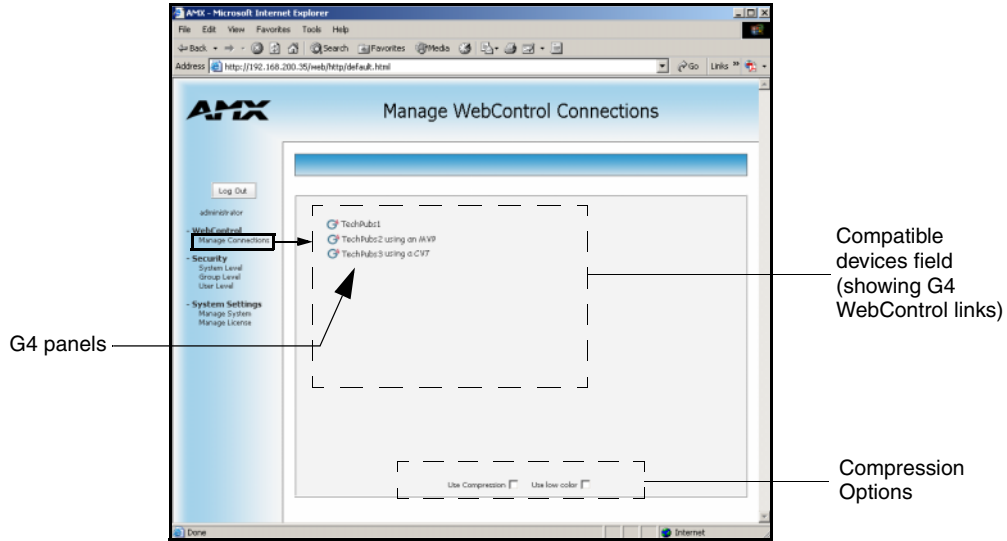 AMX - Microsoft Internet Explorer
File Edit View Favorites Tools Help
Back Search Favorites Media
Address http://192.168.200.35/web/http/default.html Go Links »
AMX
Manage WebControl Connections
Log Out
administrator
- WebControl
Manage Connections
- Security
System Level
Group Level
User Level
- System Settings
Manage System
Manage License
TechPubs1
TechPubs2 using an MVP
TechPubs3 using a CV7
Use Compression Use low color
Done Internet
G4 panels
Compatible
devices field
(showing G4
WebControl links)
Compression
Options